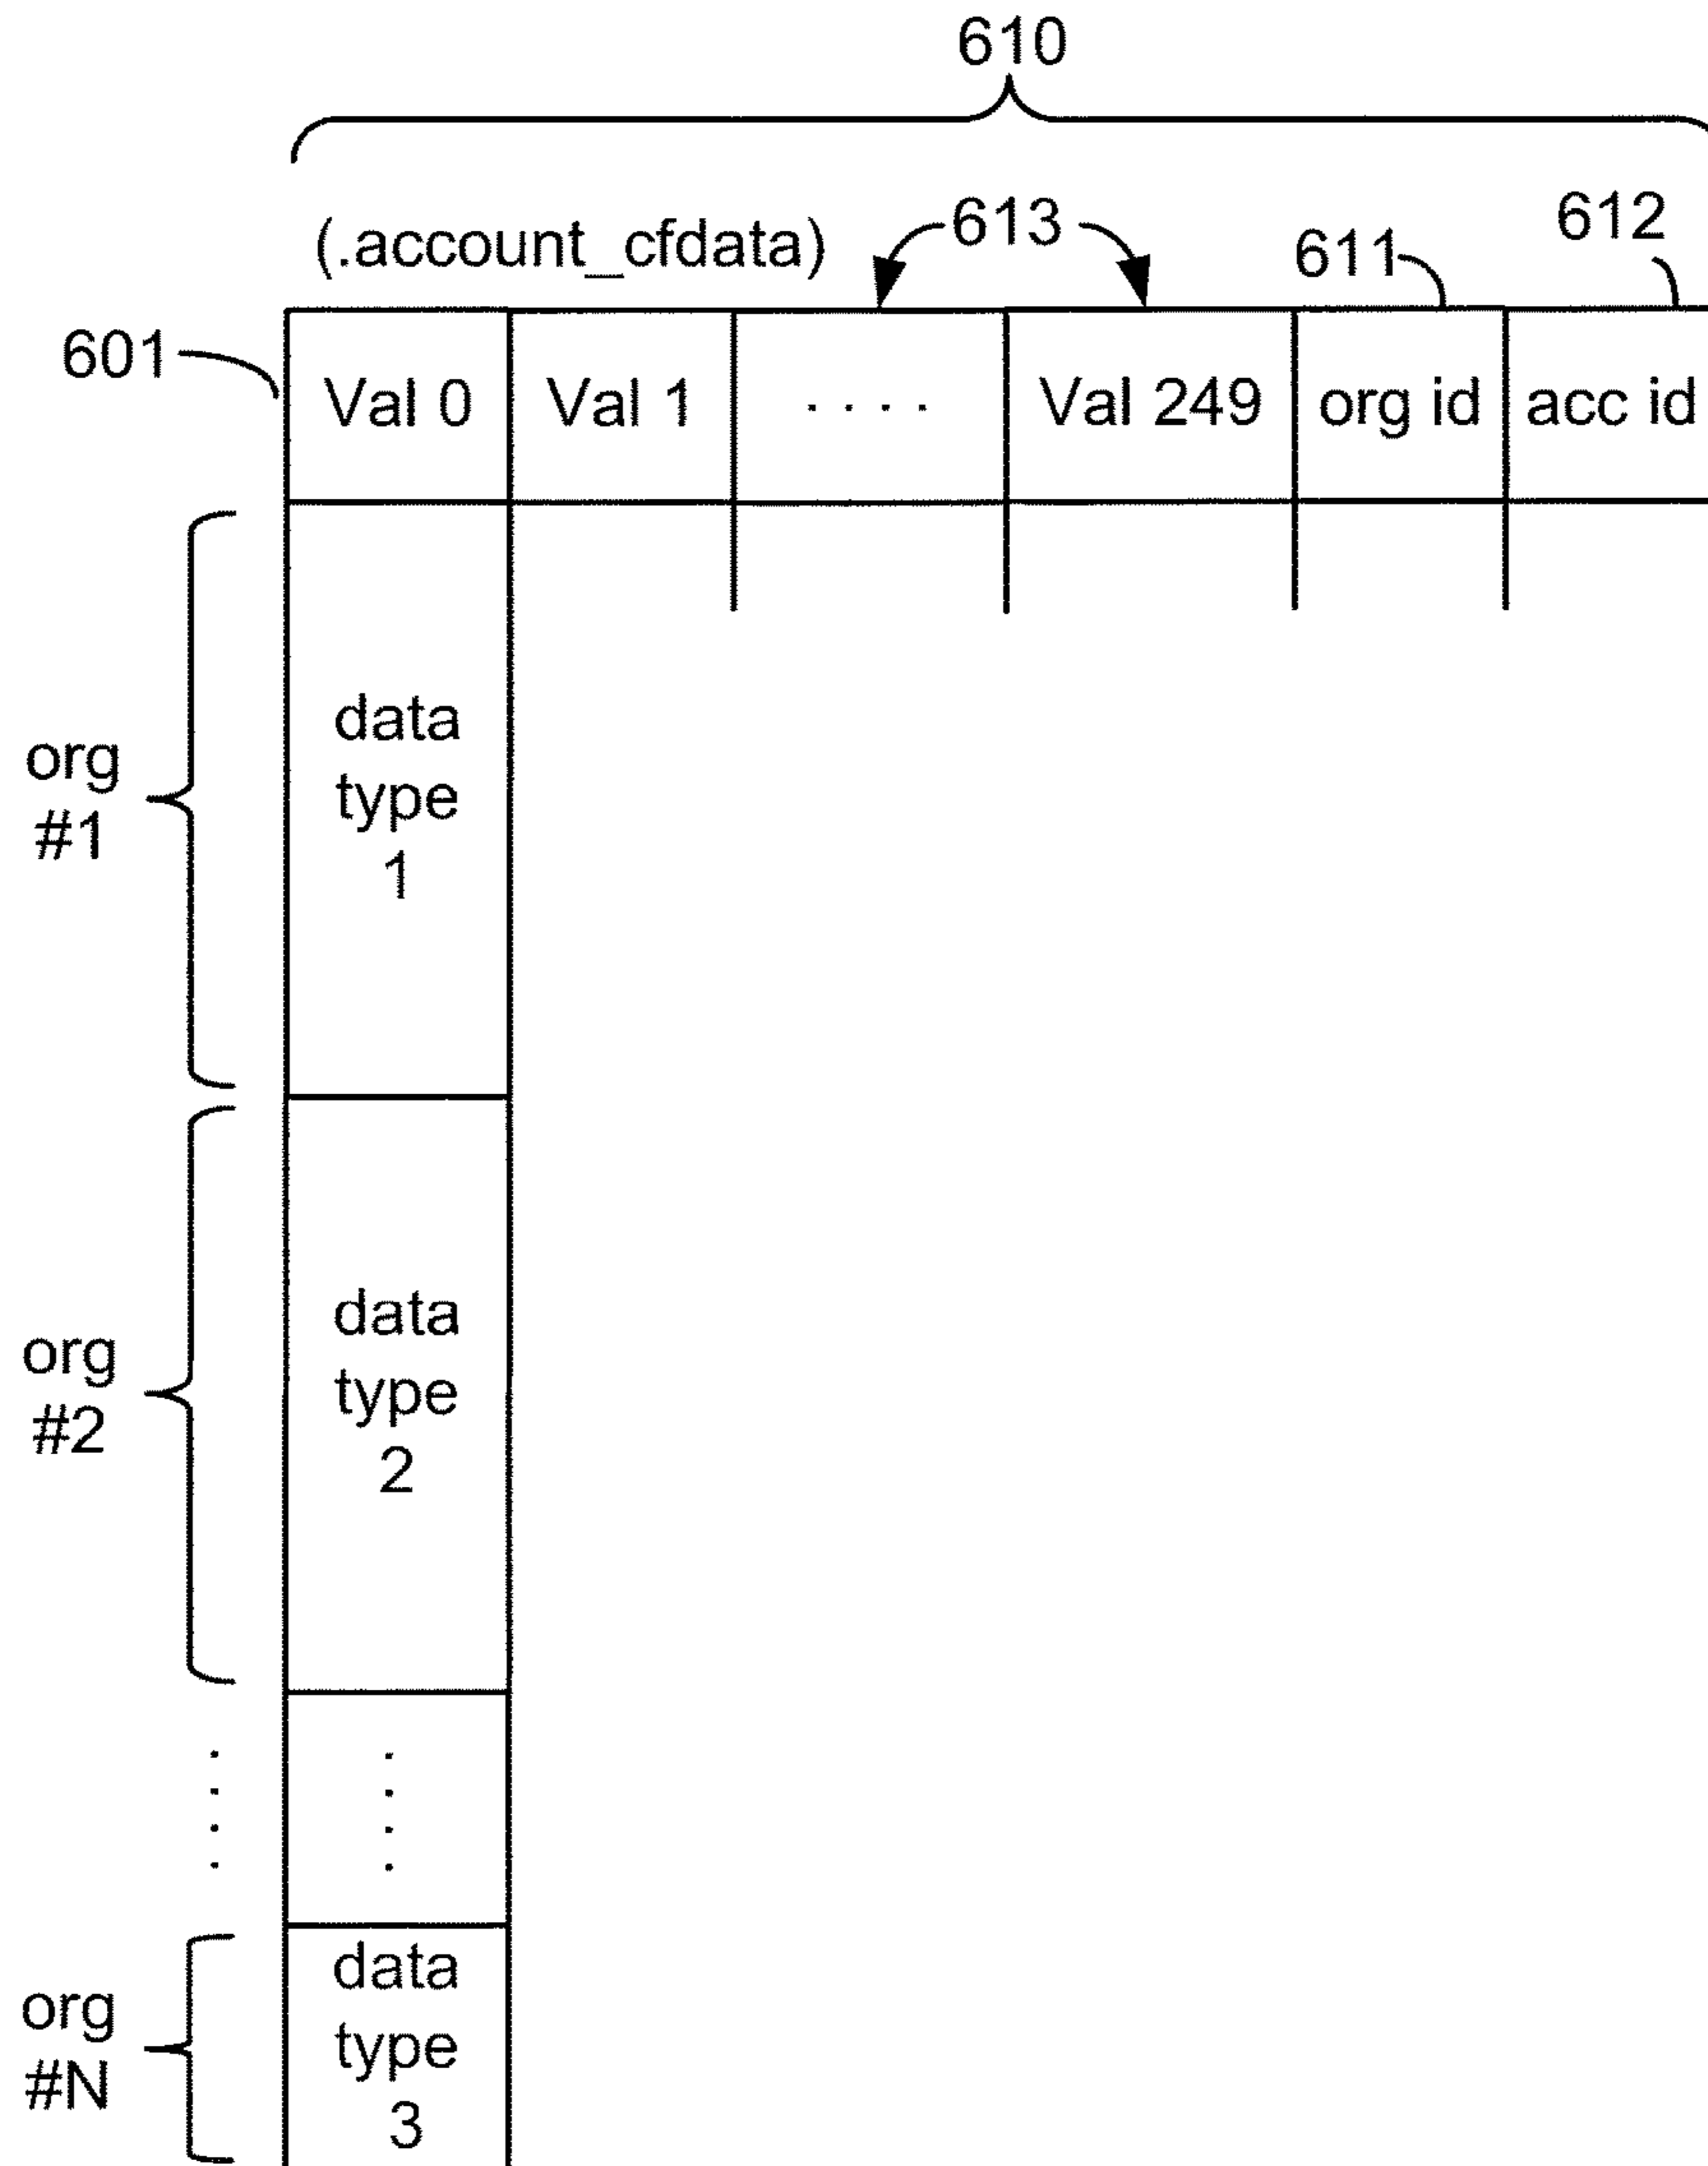 610
(.account_cfdata)
613
611
612
601
Val 0 Val 1 . . . . Val 249 org id acc id
org
#1
data
type
1
org
#2
data
type
2
.
.
.
.
.
.
.
.
org
#N
data
type
3